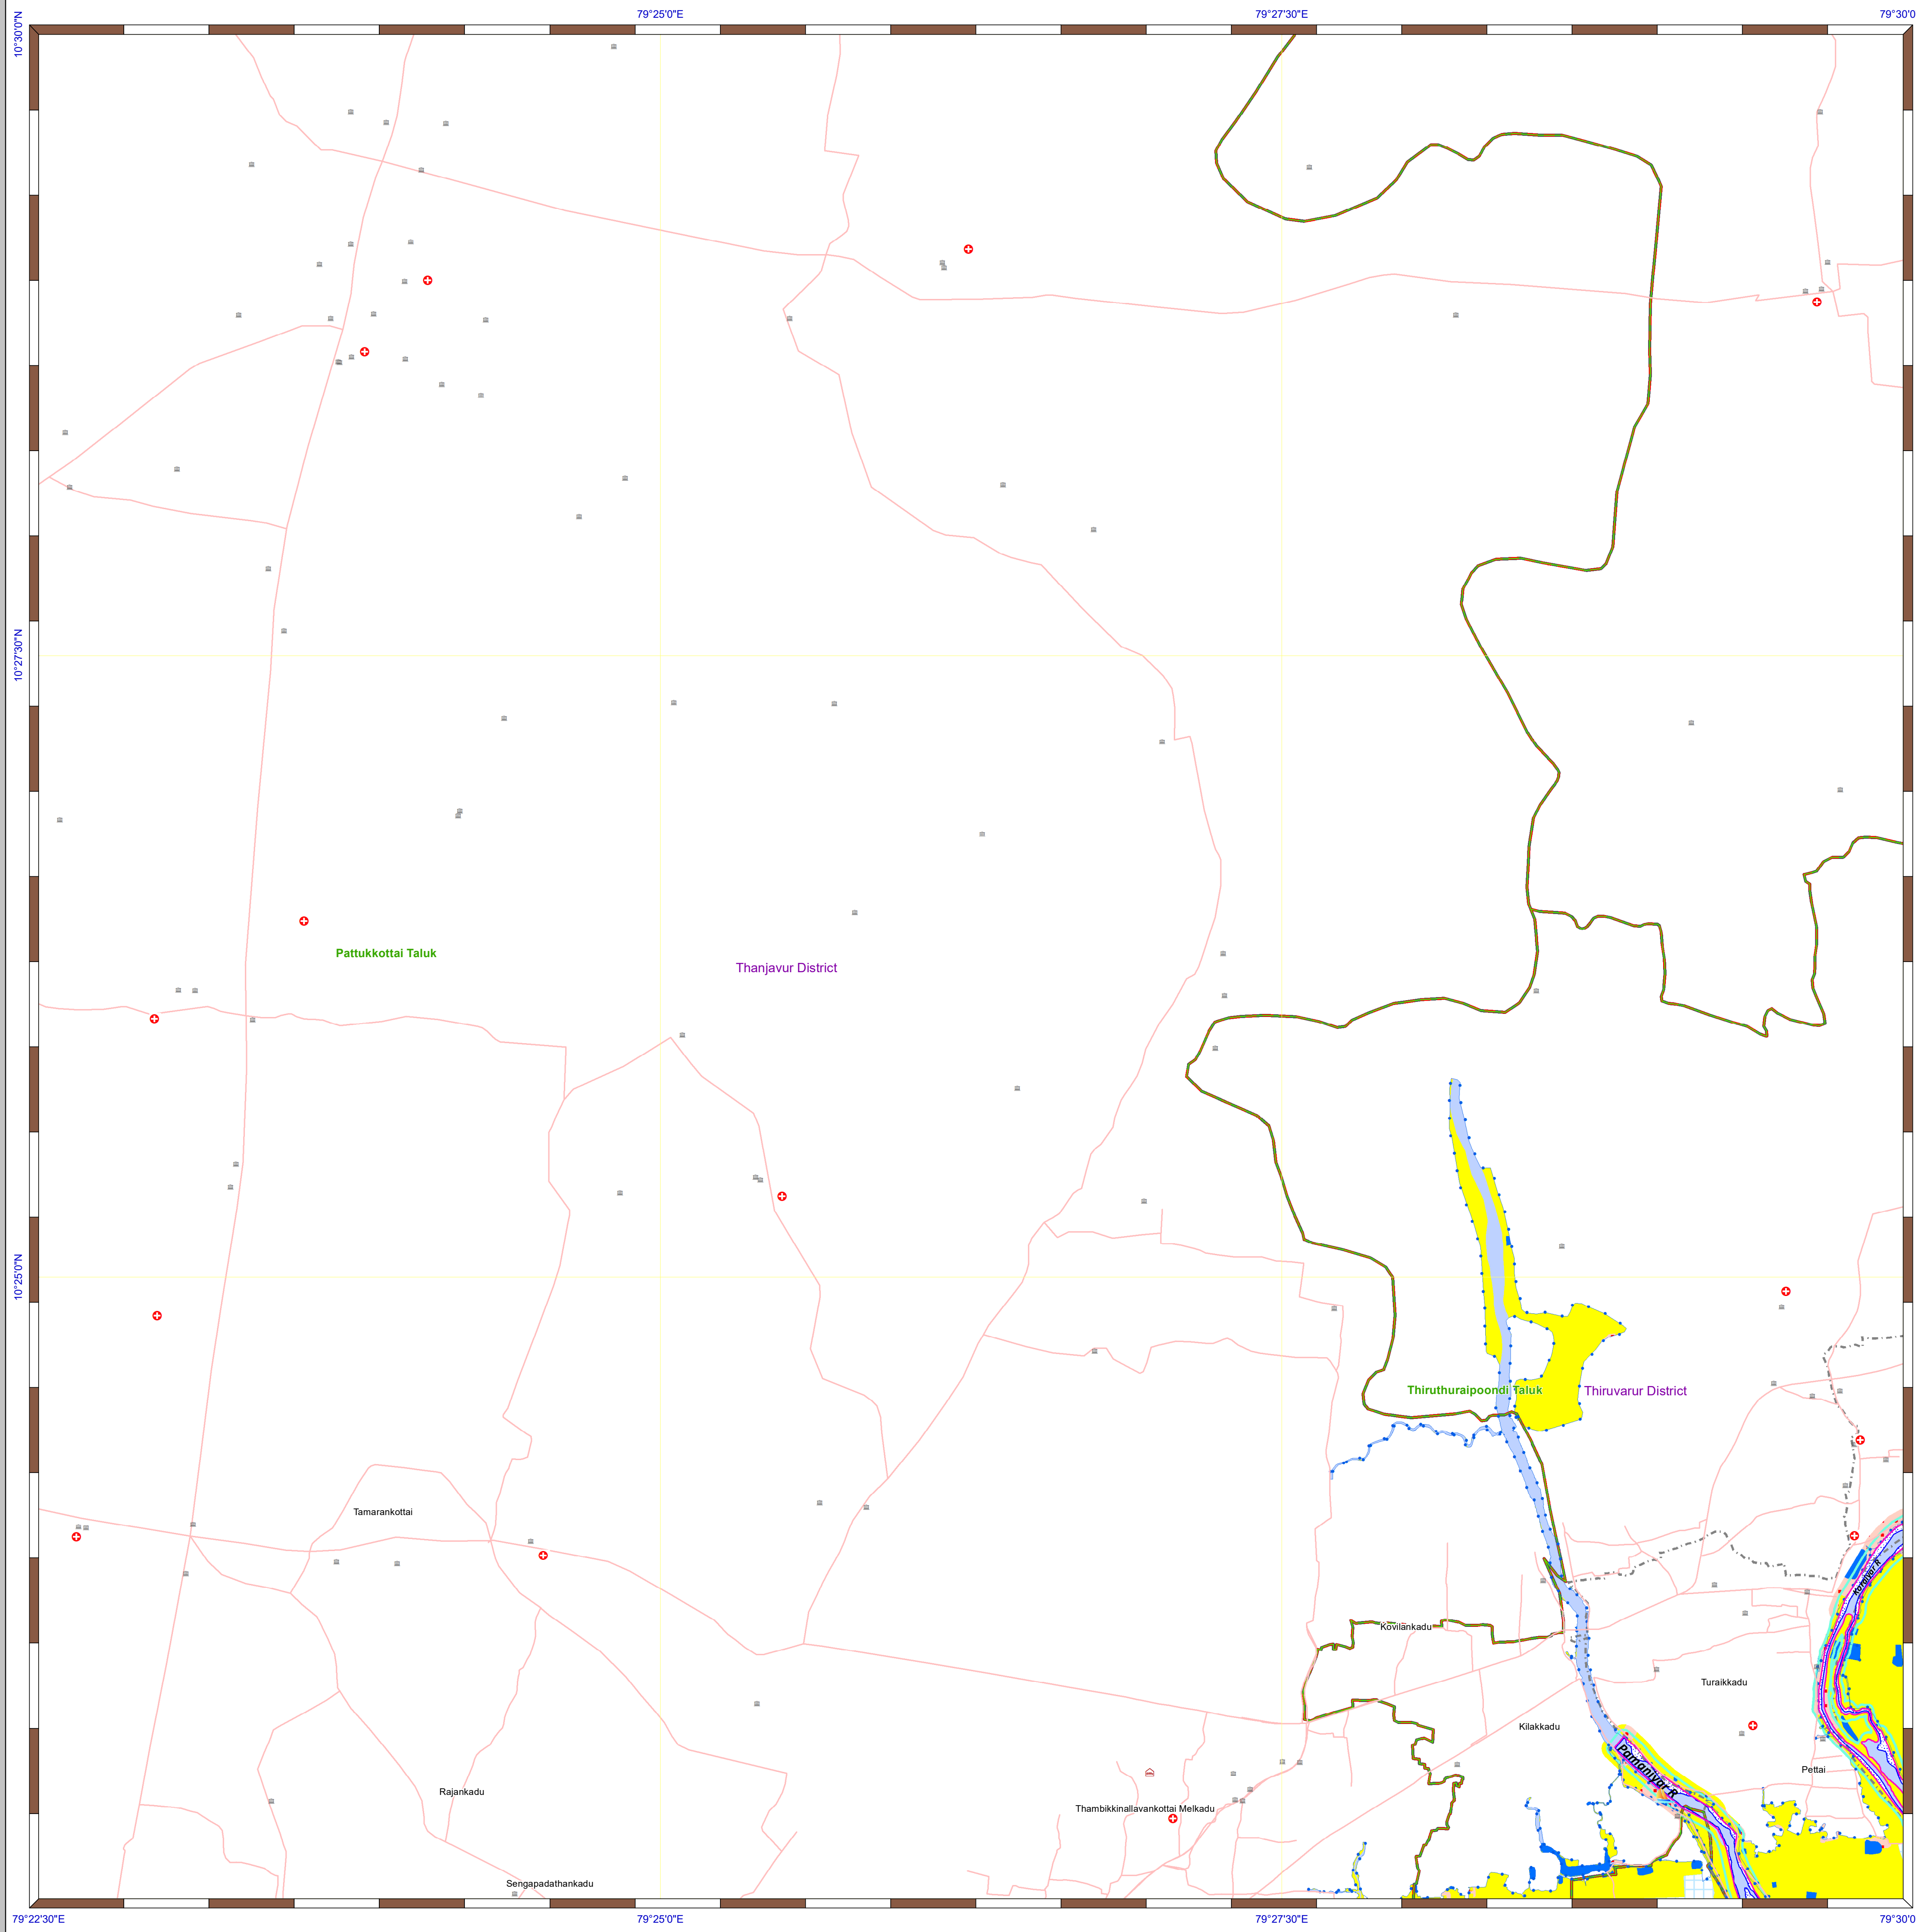 79°25'0"E
79°27'30"E
79°30'0
10°30'0"N
10°27'30"N
Pattukkottai Taluk
Thanjavur District
10°25'0"N
Thiruthuraipoondi Taluk
Thiruvarur District
Tamarankottai
Koraiyar R
Kovilankadu
Turaikkadu
Kilakkadu
Pamaniyar R
Pettai
Rajankadu
Thambikkinallavankottai Melkadu
Sengapadathankadu
79°22'30"E
79°25'0"E
79°27'30"E
79°30'0